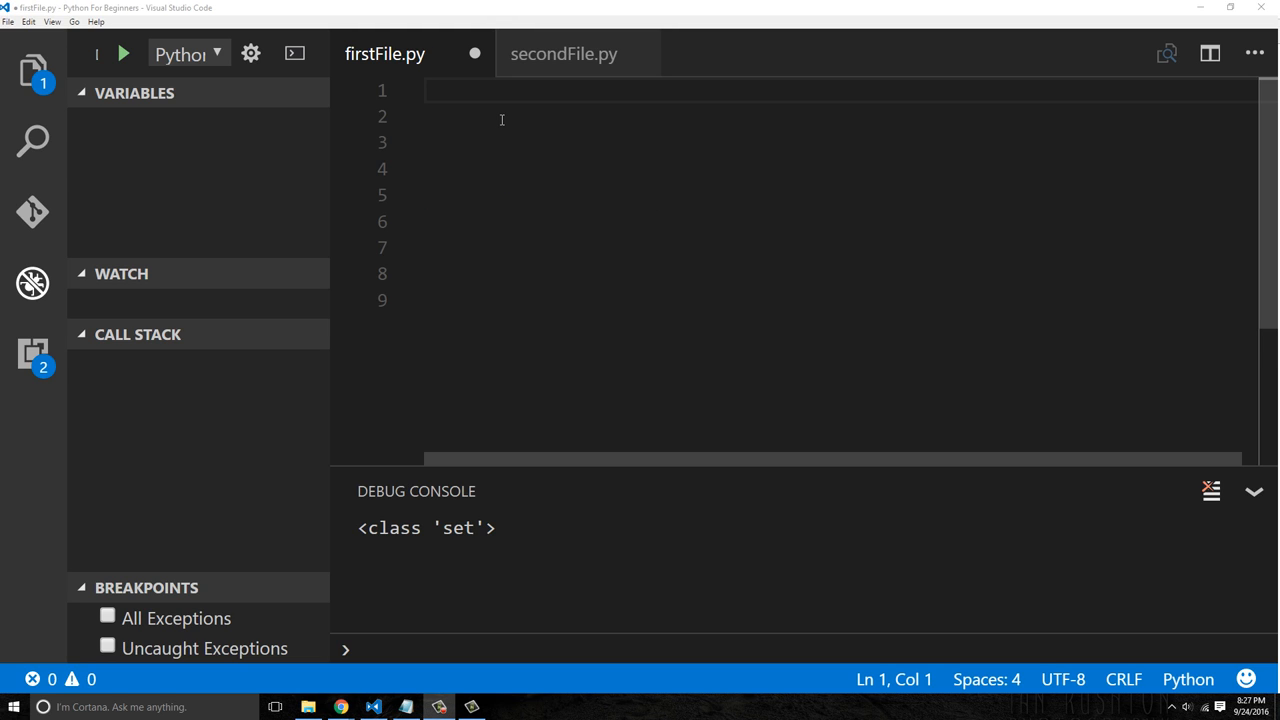 • firstFile.py - Python For Beginners - Visual Studio Code
File Edit View Go Help
Python
firstFile.py
secondFile.py
1
VARIABLES
WATCH
CALL STACK
2
BREAKPOINTS
All Exceptions
Uncaught Exceptions
1
2
3
4
5
6
7
8
9
DEBUG CONSOLE
<class 'set'>
0 0
Ln 1, Col 1 Spaces: 4 UTF-8 CRLF Python
I'm Cortana. Ask me anything.
8:27 PM
9/24/2016